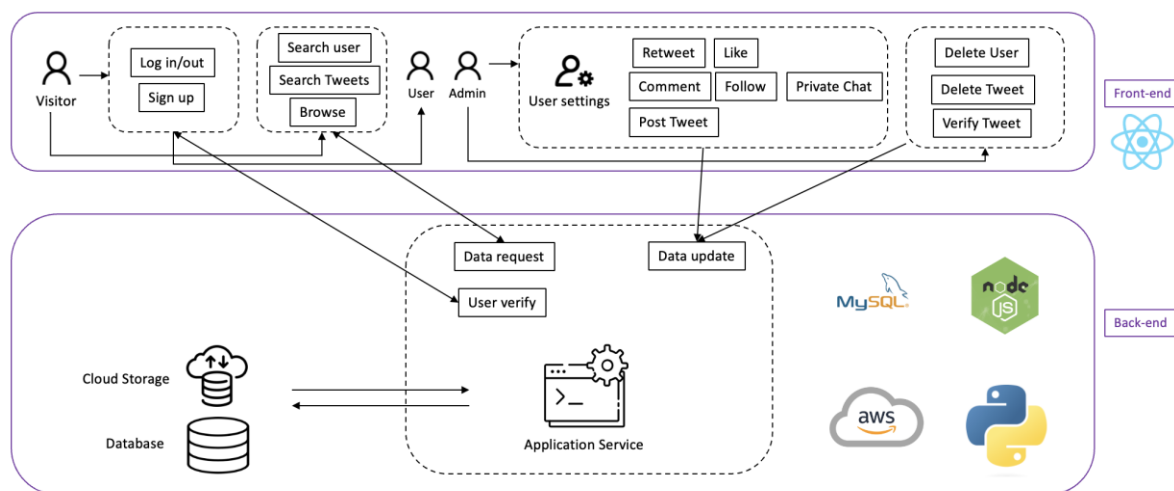 Visitor
Log in/out
Sign up
Search user
Search Tweets
Browse
User
Admin
User settings
Retweet
Like
Comment
Follow
Private Chat
Post Tweet
Delete User
Delete Tweet
Verify Tweet
Front-end
Data request
Data update
User verify
Cloud Storage
Database
Application Service
MySQL
node
JS
aws
Back-end